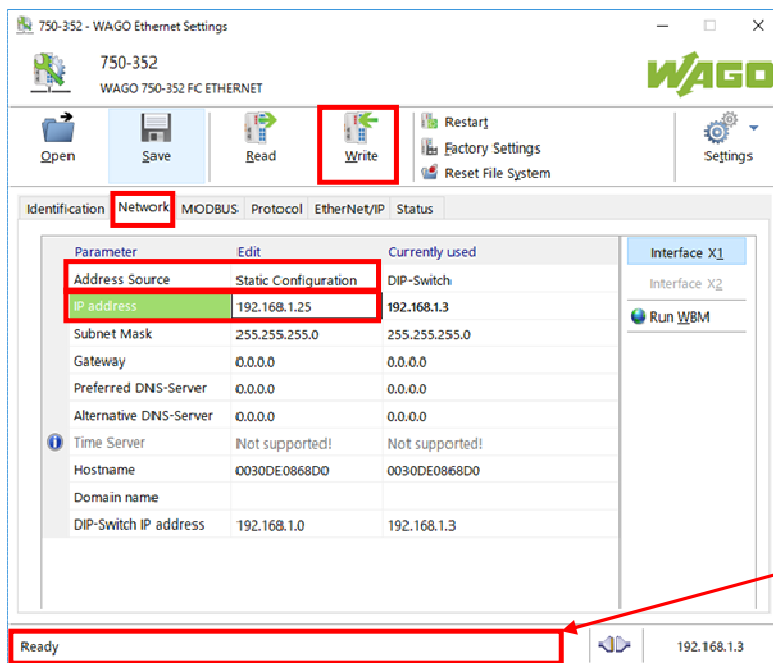 750-352 - WAGO Ethernet Settings
750-352
WAGO 750-352 FC ETHERNET
WAGO
Open Save Read Write Restart Factory Settings Reset File System Settings
Identification Network MODBUS Protocol EtherNet/IP Status
Parameter Edit Currently used
Address Source Static Configuration DIP-Switch
IP address 192.168.1.25 192.168.1.3
Subnet Mask 255.255.255.0 255.255.255.0
Gateway 0.0.0.0 0.0.0.0
Preferred DNS-Server 0.0.0.0 0.0.0.0
Alternative DNS-Server 0.0.0.0 0.0.0.0
Time Server Not supported! Not supported!
Hostname 0030DE0868D0 0030DE0868D0
Domain name
DIP-Switch IP address 192.168.1.0 192.168.1.3
Interface X1
Interface X2
Run WBM
Ready 192.168.1.3